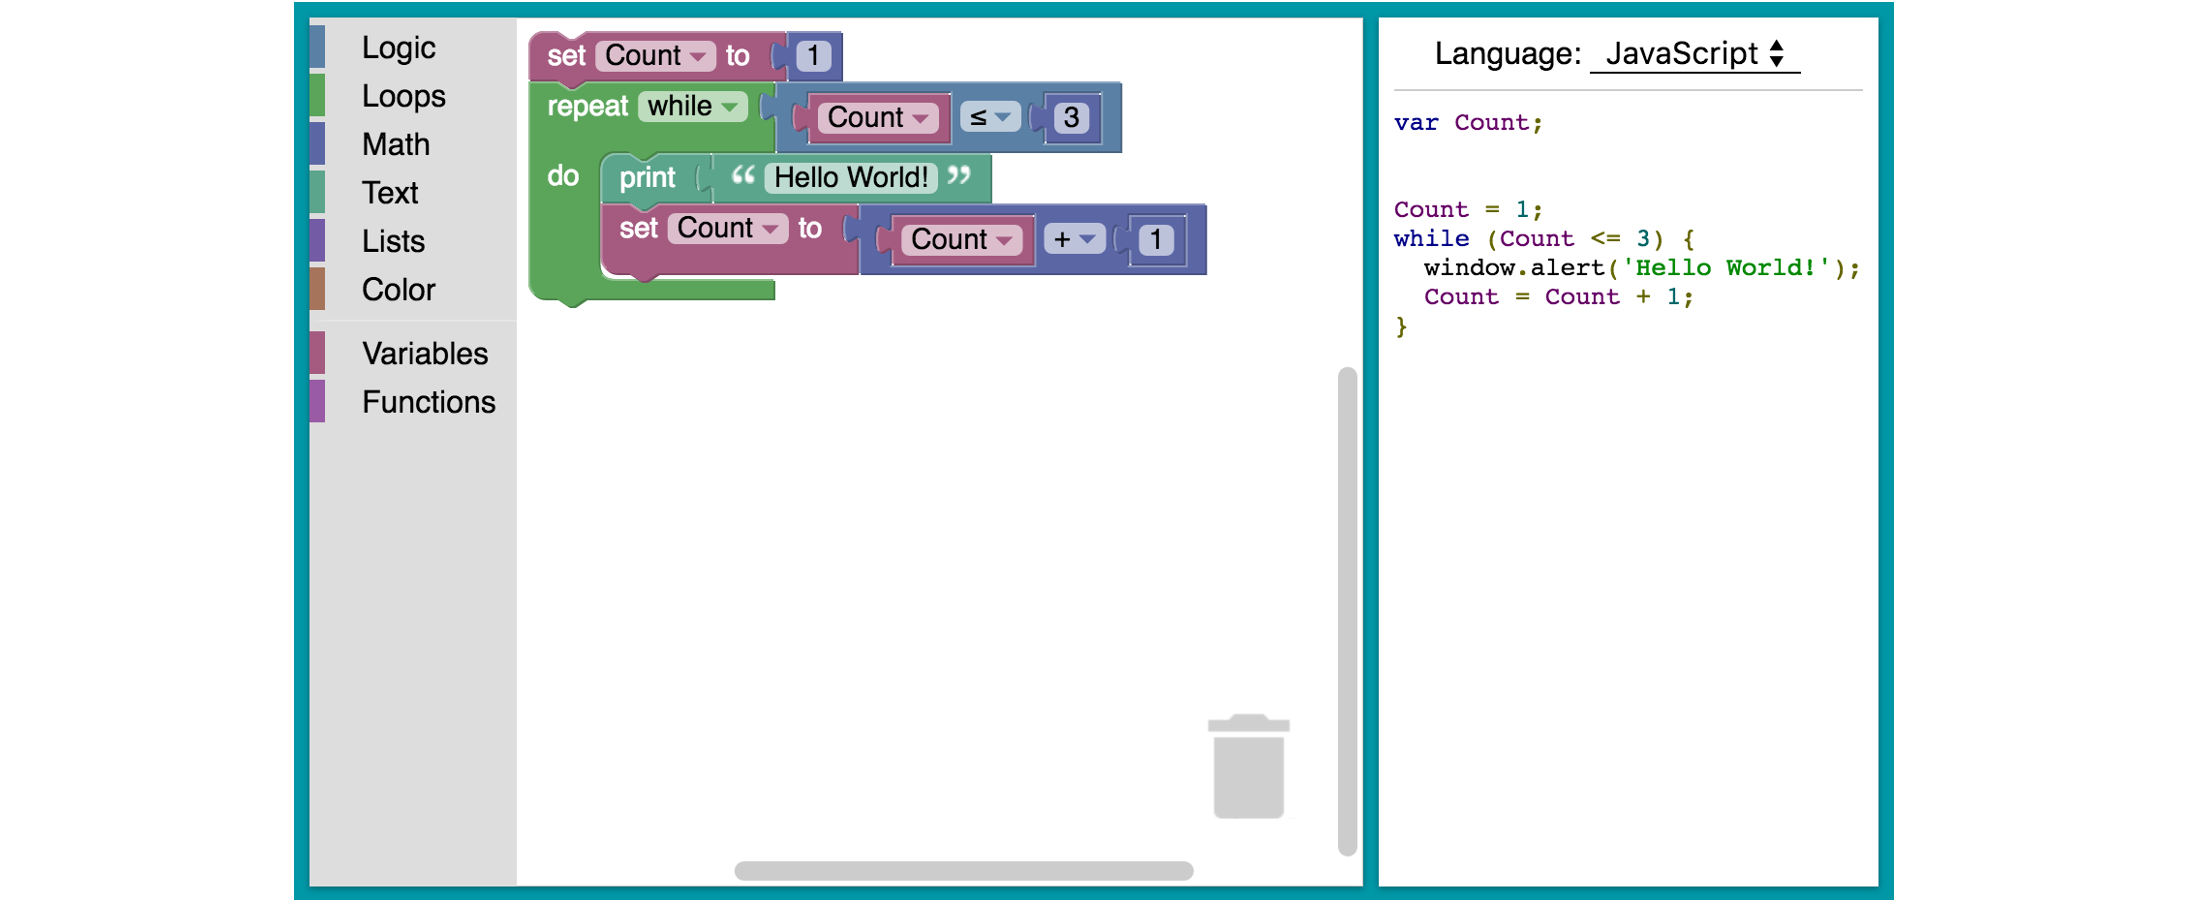 Logic
Loops
Math
Text
Lists
Color
Variables
Functions
set Count to 1
repeat while Count ≤ 3
do print “ Hello World! ”
set Count to Count + 1
Language: JavaScript
var Count;
Count = 1;
while (Count <= 3) {
  window.alert('Hello World!');
  Count = Count + 1;
}